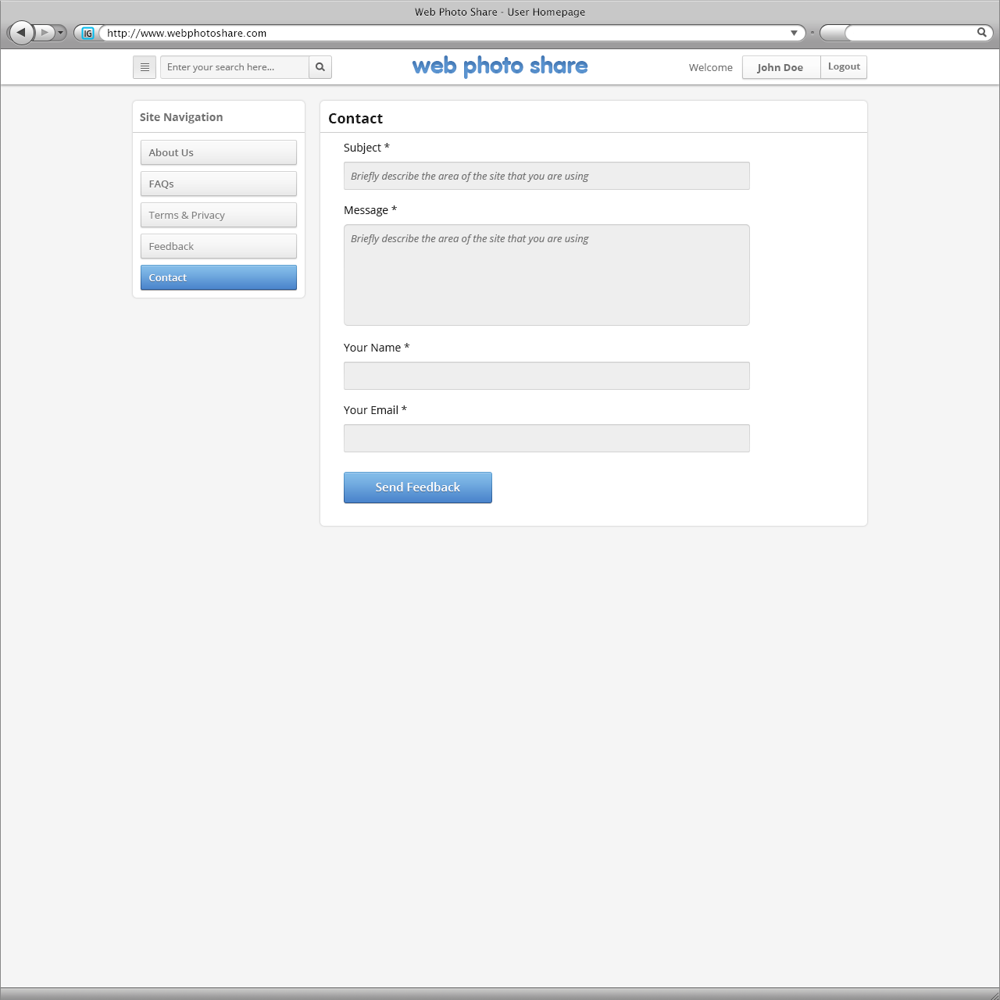 Web Photo Share - User Homepage
IG
http://www.webphotoshare.com
Enter your search here...
web photo share
Welcome
John Doe
Logout
Site Navigation
About Us
FAQs
Terms & Privacy
Feedback
Contact
Contact
Subject *
Briefly describe the area of the site that you are using
Message *
Briefly describe the area of the site that you are using
Your Name *
Your Email *
Send Feedback